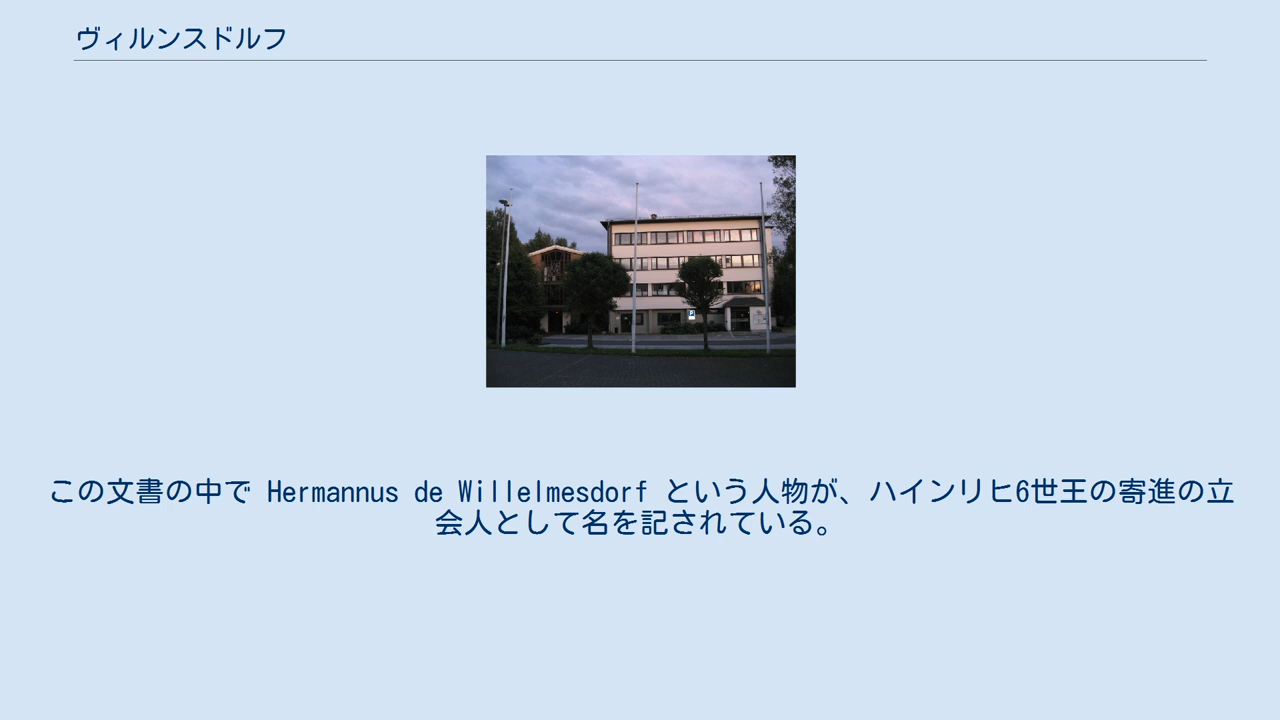 ヴィルンスドルフ
P
この文書の中で Hermannus de Willelmesdorf という人物が、ハインリヒ6世王の寄進の立
会人として名を記されている。